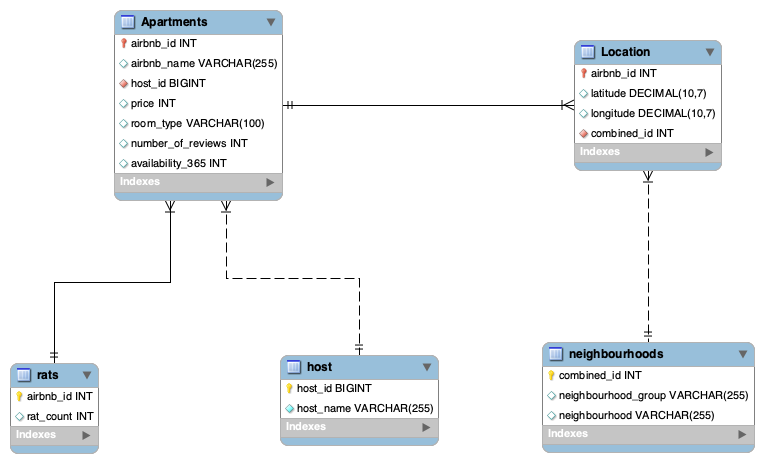 Apartments
airbnb_id INT
airbnb_name VARCHAR(255)
host_id BIGINT
price INT
room_type VARCHAR(100)
number_of_reviews INT
availability_365 INT
Indexes
Location
airbnb_id INT
latitude DECIMAL(10,7)
longitude DECIMAL(10,7)
combined_id INT
Indexes
rats
airbnb_id INT
rat_count INT
Indexes
host
host_id BIGINT
host_name VARCHAR(255)
Indexes
neighbourhoods
combined_id INT
neighbourhood_group VARCHAR(255)
neighbourhood VARCHAR(255)
Indexes